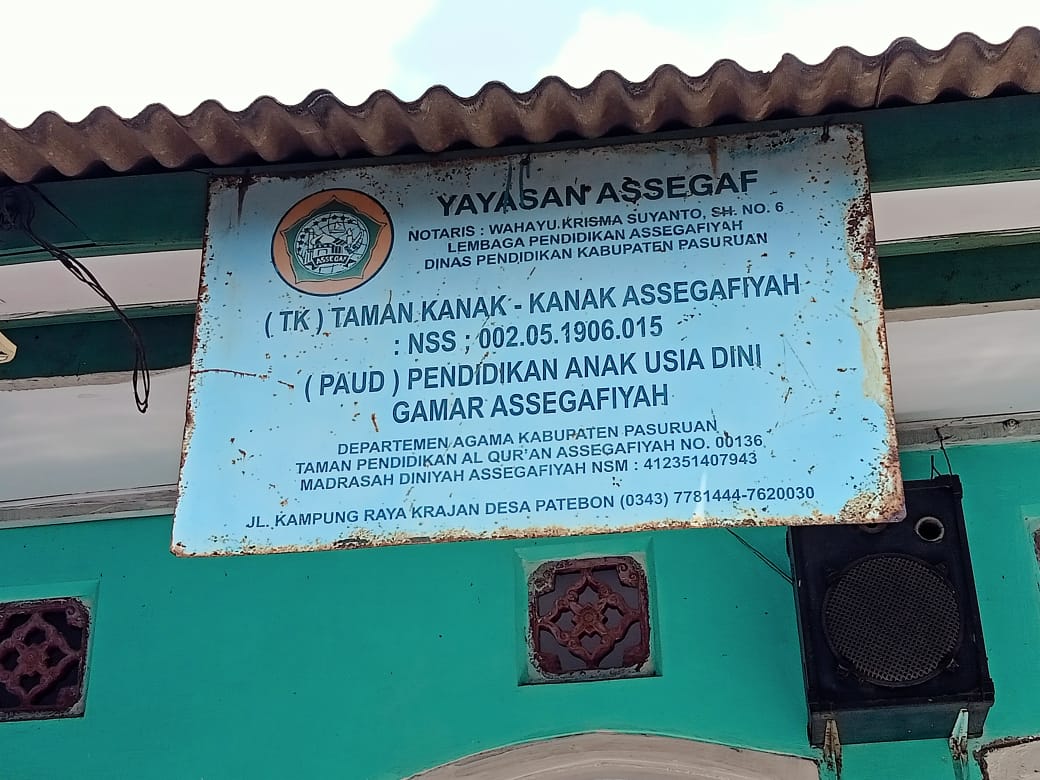 YAYASAN ASSEGAF
NOTARIS : WAHAYU.KRISMA SUYANTO, SH. NO. 6
LEMBAGA PENDIDIKAN ASSEGAFIYAH
DINAS PENDIDIKAN KABUPATEN PASURUAN
ASSEGAF
( TK ) TAMAN KANAK - KANAK ASSEGAFIYAH
: NSS ; 002.05.1906.015
( PAUD ) PENDIDIKAN ANAK USIA DINI
GAMAR ASSEGAFIYAH
DEPARTEMEN AGAMA KABUPATEN PASURUAN
TAMAN PENDIDIKAN AL QUR'AN ASSEGAFIYAH NO. 00136
MADRASAH DINIYAH ASSEGAFIYAH NSM : 412351407943
JL. KAMPUNG RAYA KRAJAN DESA PATEBON (0343) 7781444-7620030